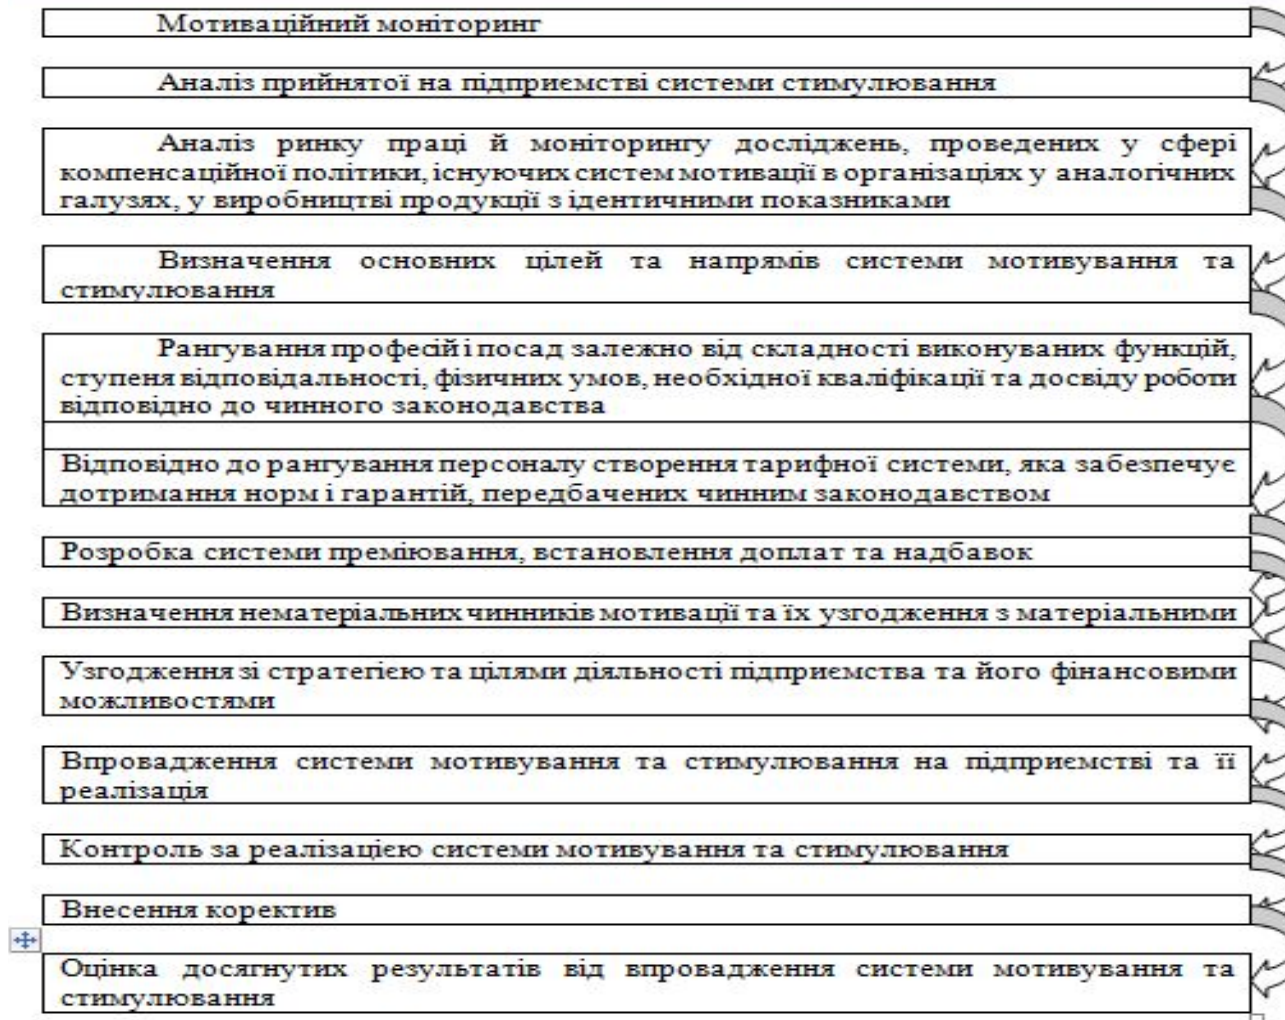 Мотиваційний моніторинг
Аналіз прийнятої на підприємстві системи стимулювання
Аналіз ринку праці й моніторингу досліджень, проведених у сфері
компенсаційної політики, існуючих систем мотивації в організаціях у аналогічних
галузях, у виробництві продукції з ідентичними показниками
Визначення основних цілей та напрямів системи мотивування та
стимулювання
Рангування професій і посад залежно від складності виконуваних функцій,
ступеня відповідальності, фізичних умов, необхідної кваліфікації та досвіду роботи
відповідно до чинного законодавства
Відповідно до рангування персоналу створення тарифної системи, яка забезпечує
дотримання норм і гарантій, передбачених чинним законодавством
Розробка системи преміювання, встановлення доплат та надбавок
Визначення нематеріальних чинників мотивації та їх узгодження з матеріальними
Узгодження зі стратегією та цілями діяльності підприємства та його фінансовими
можливостями
Впровадження системи мотивування та стимулювання на підприємстві та її
реалізація
Контроль за реалізацією системи мотивування та стимулювання
Внесення коректив
Оцінка досягнутих результатів від впровадження системи мотивування та
стимулювання